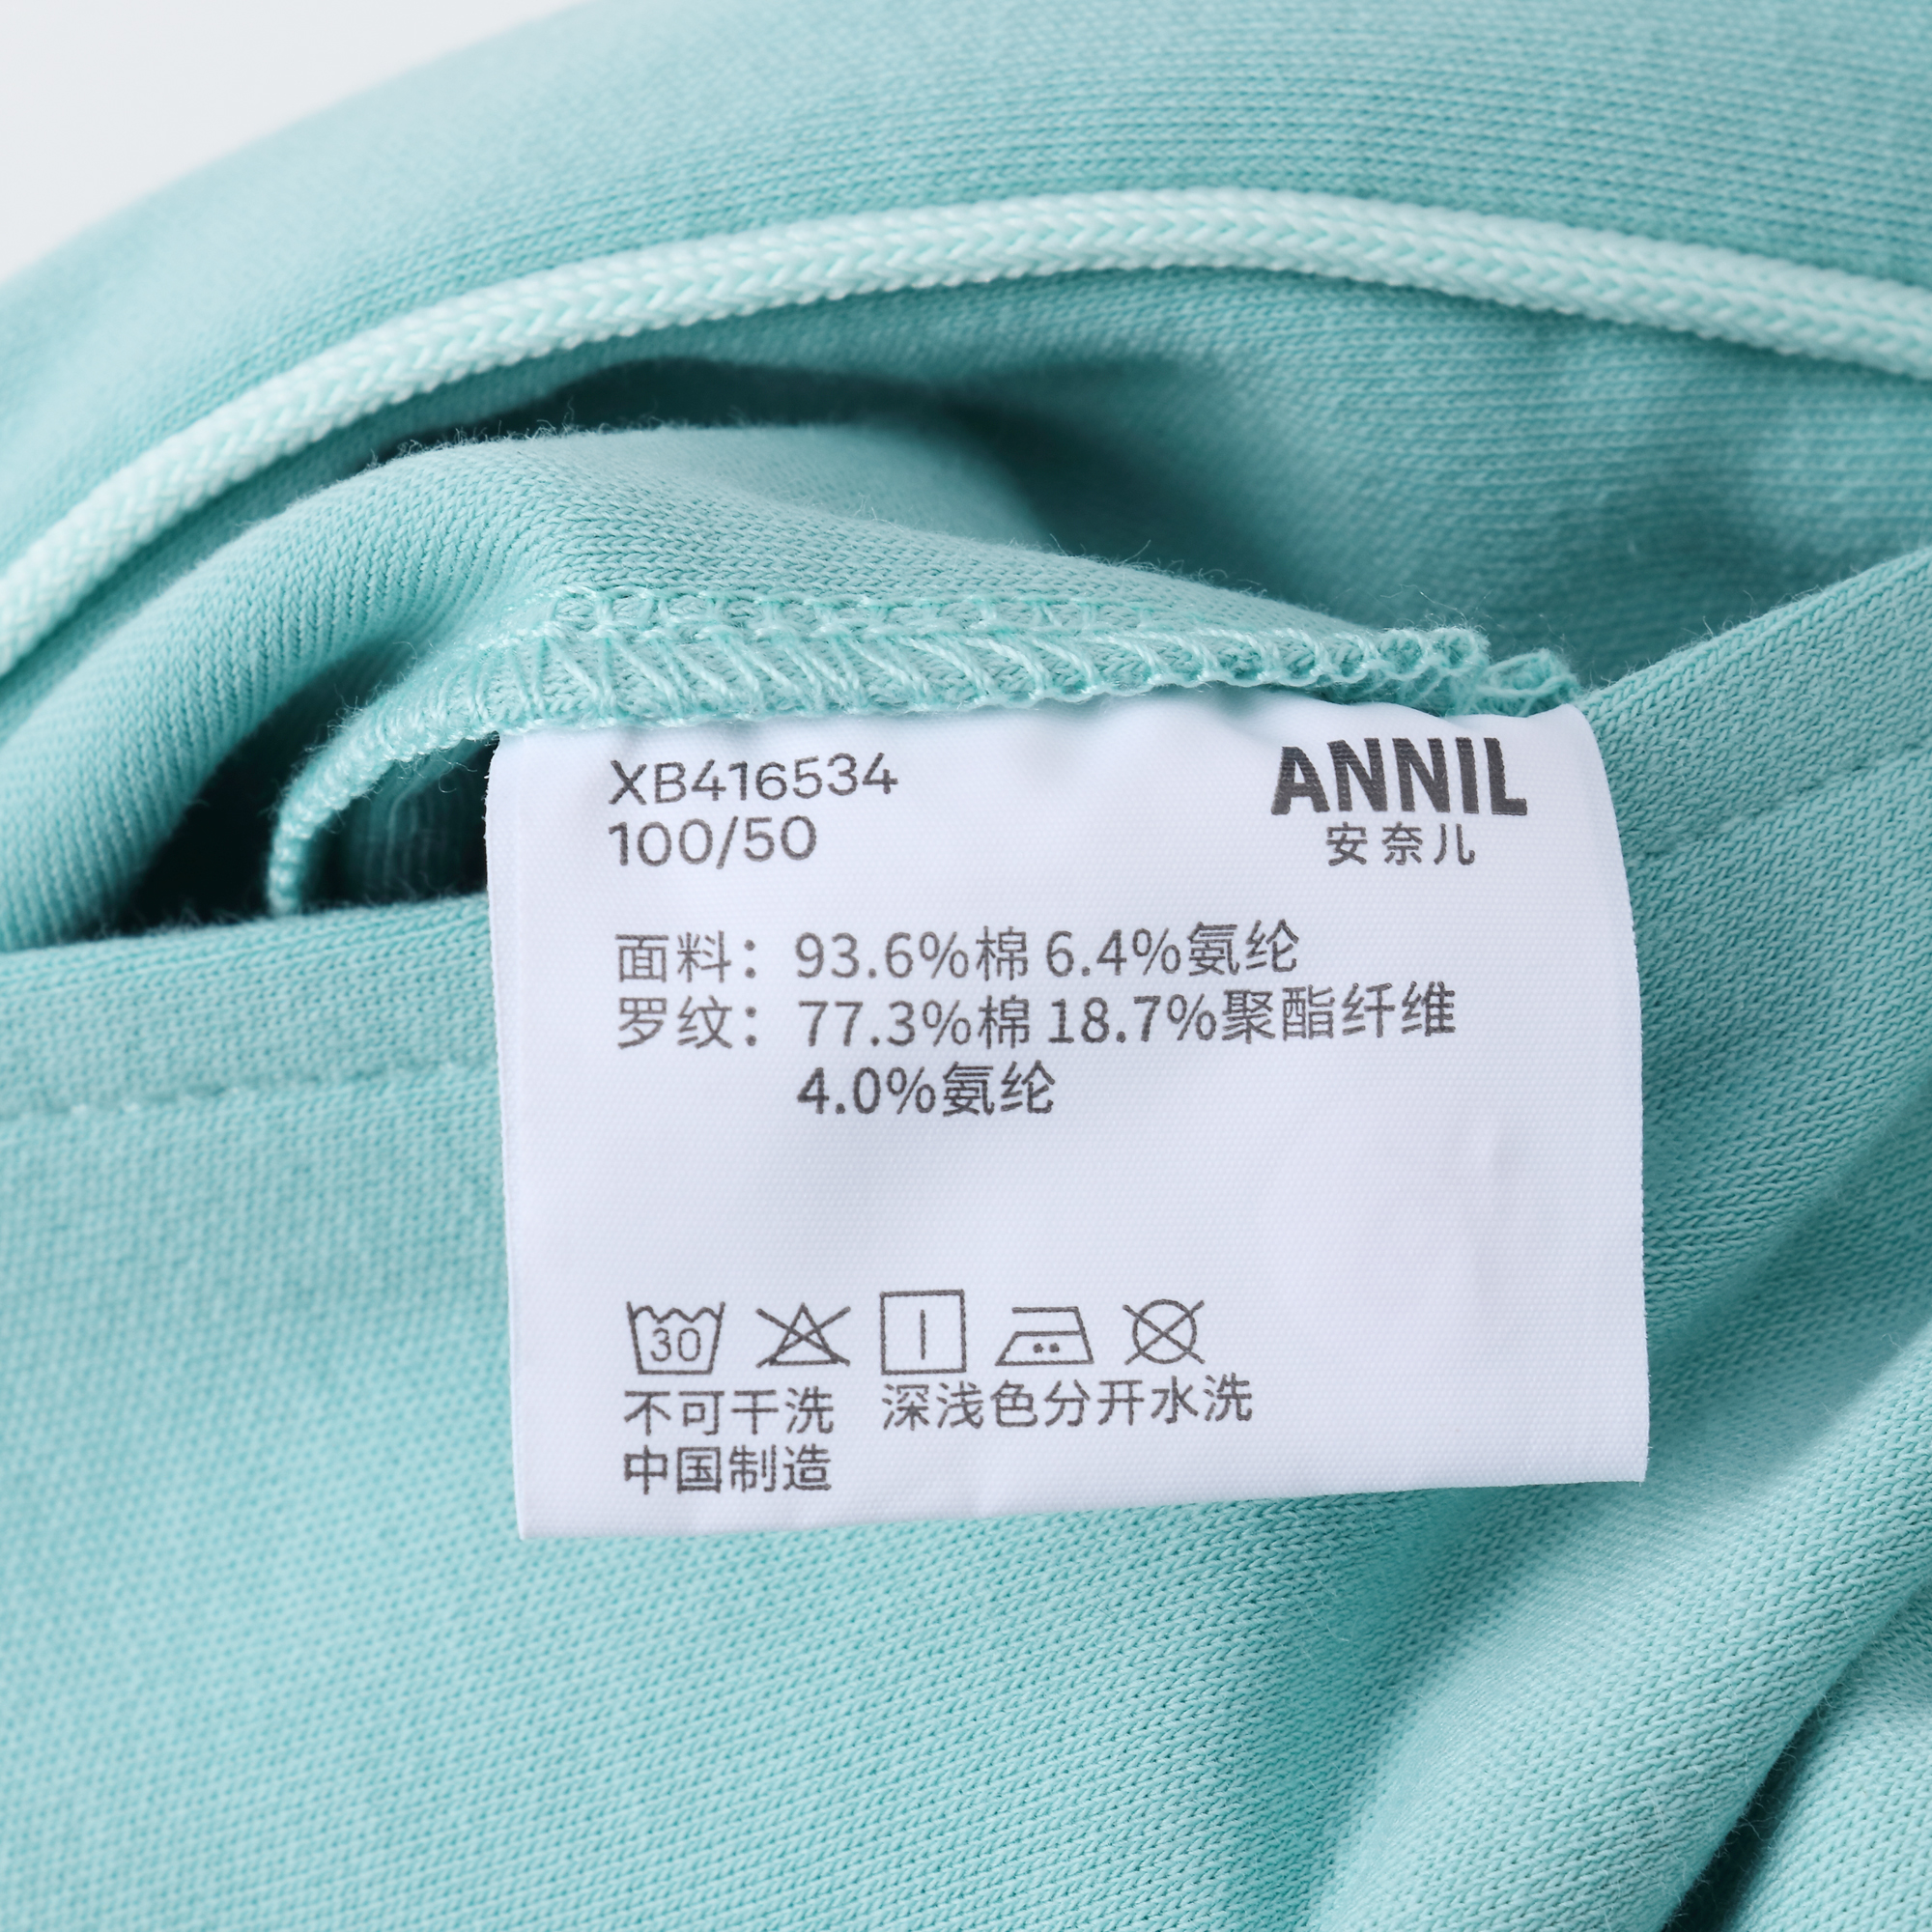 XB416534
100/50
ANNIL
安奈儿
面料：93.6%棉 6.4%氨纶
罗纹：77.3%棉 18.7%聚酯纤维
4.0%氨纶
30
不可干洗 深浅色分开水洗
中国制造